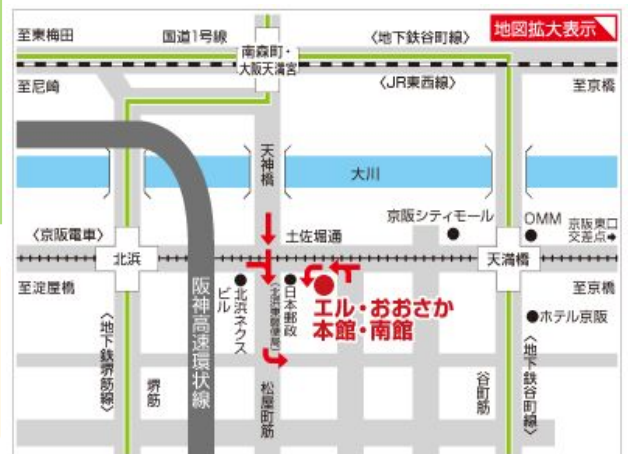 至東梅田
国道1号線
南森町・
大阪天満宮
〈地下鉄谷町線〉
地図拡大表示
至尼崎
〈JR東西線〉
至京橋
天神橋
大川
〈京阪電車〉
北浜
土佐堀通
京阪シティモール
OMM
京阪東口
交差点➡
天満橋
至淀屋橋
至京橋
阪神高速環状線
北浜ネクス
ビル
〈北浜東郵便局〉
日本郵政
エル・おおさか
本館・南館
ホテル京阪
〈地下鉄堺筋線〉
堺筋
松屋町筋
谷町筋
〈地下鉄谷町線〉